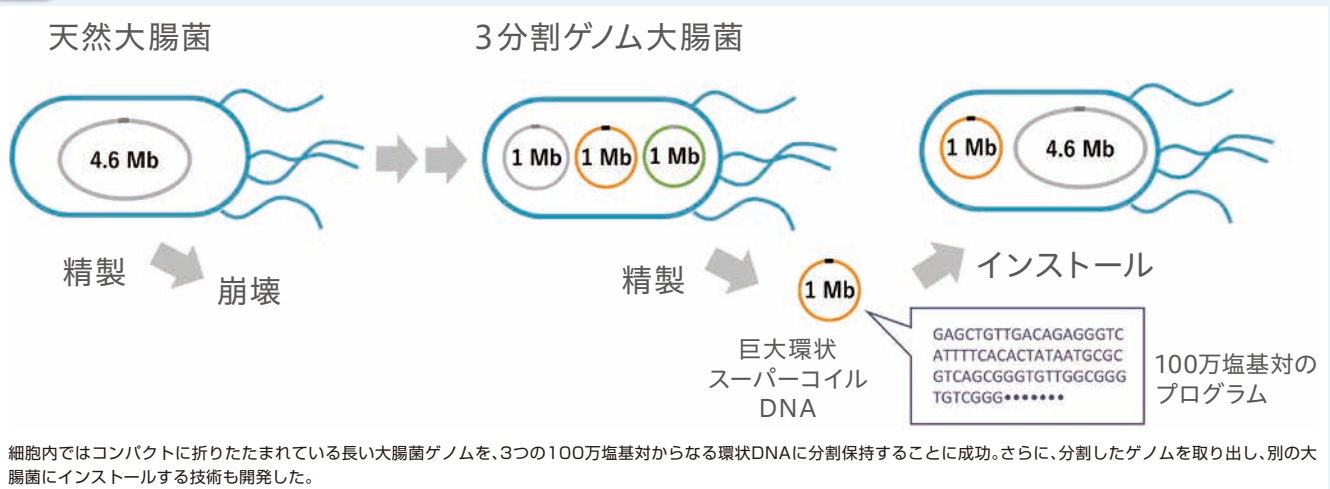 天然大腸菌
3分割ゲノム大腸菌
4.6 Mb
1 Mb
1 Mb
1 Mb
1 Mb
4.6 Mb
精製
崩壊
精製
1 Mb
インストール
巨大環状
スーパーコイル
DNA
GAGCTGTTGACAGAGGGTC
ATTTTCACACTATAATGCGC
GTCAGCGGGTGTTGGCGGG
TGTCGGG•••••••
100万塩基対の
プログラム
細胞内ではコンパクトに折りたたまれている長い大腸菌ゲノムを、3つの100万塩基対からなる環状DNAに分割保持することに成功。さらに、分割したゲノムを取り出し、別の大
腸菌にインストールする技術も開発した。